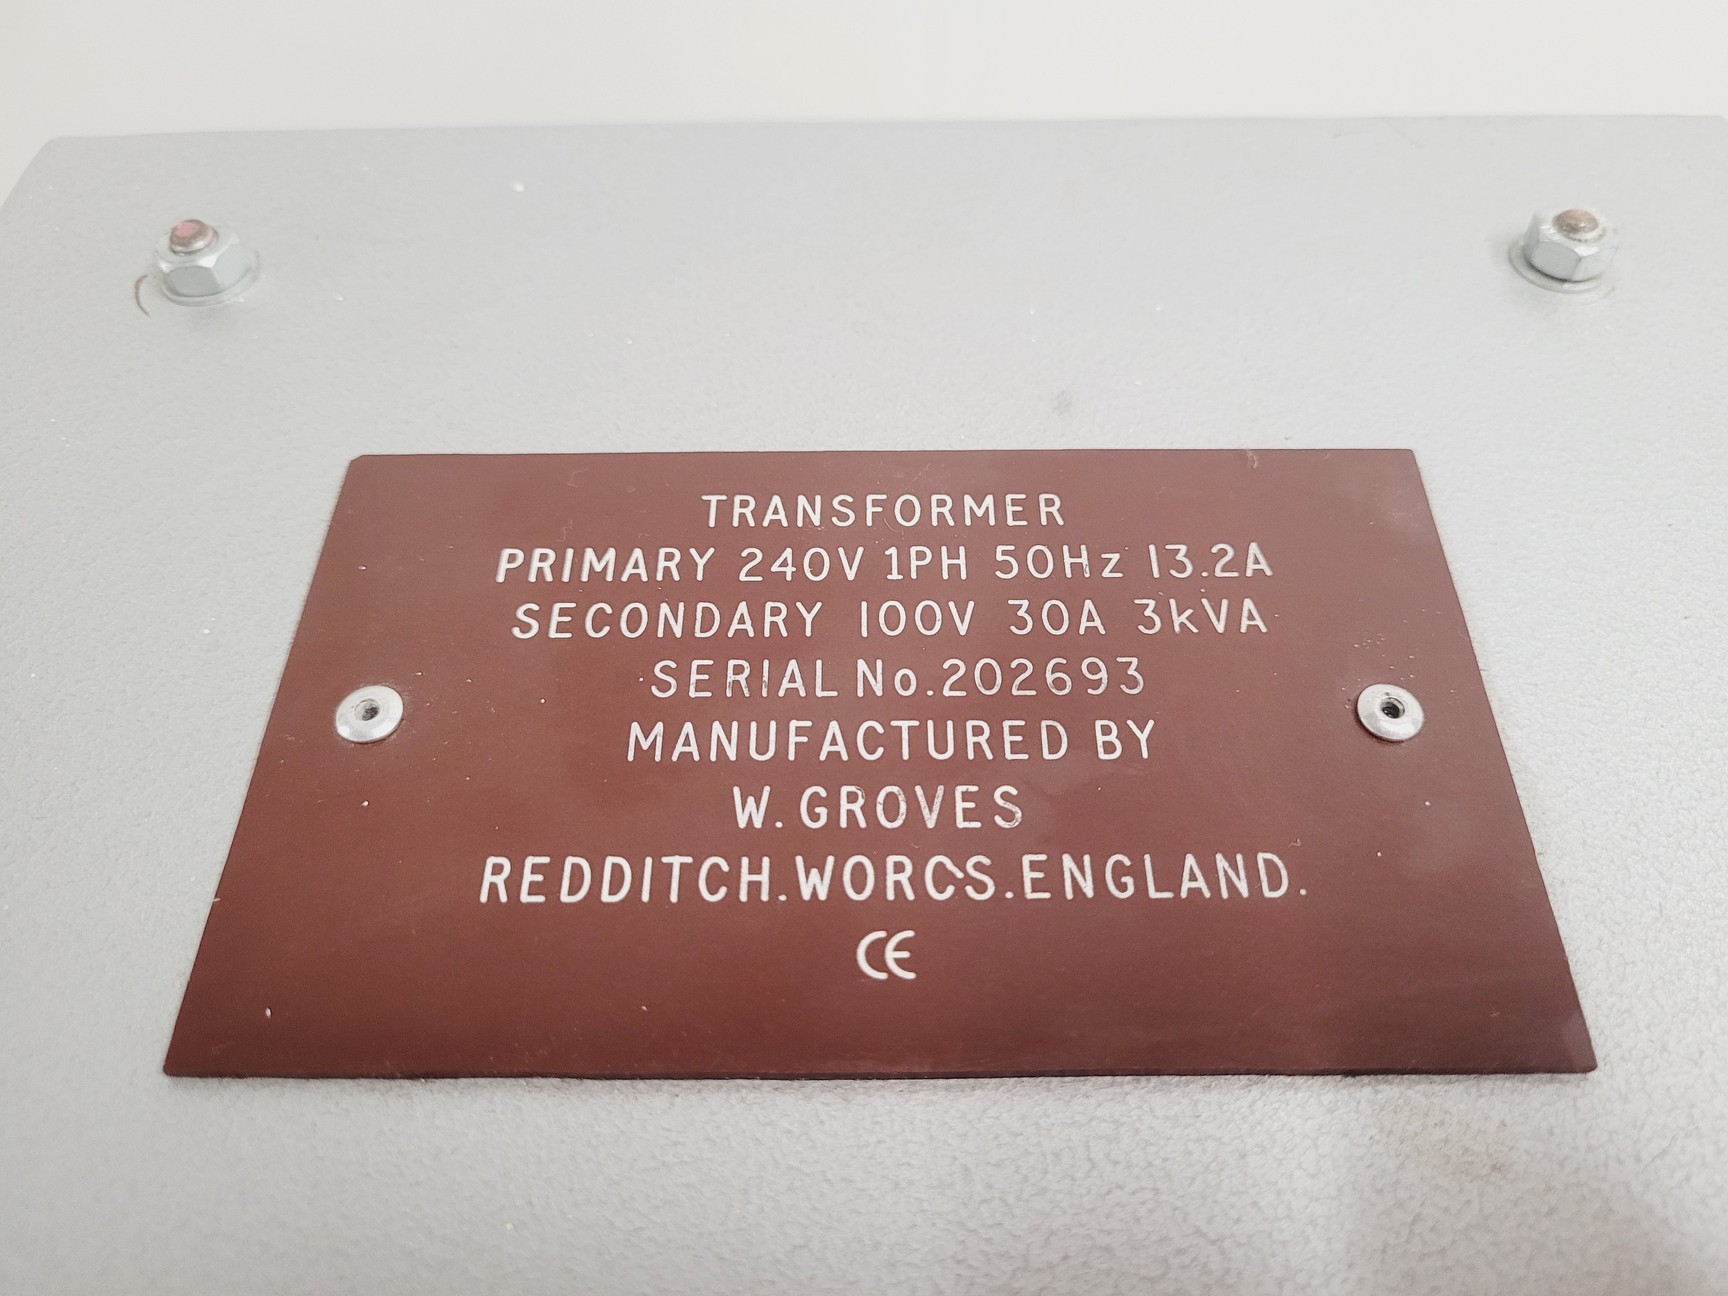 TRANSFORMER
PRIMARY 240V 1PH 50Hz 13.2A
SECONDARY 100V 30A 3kVA
SERIAL No.202693
MANUFACTURED BY
W. GROVES
REDDITCH.WORCS.ENGLAND.
CE